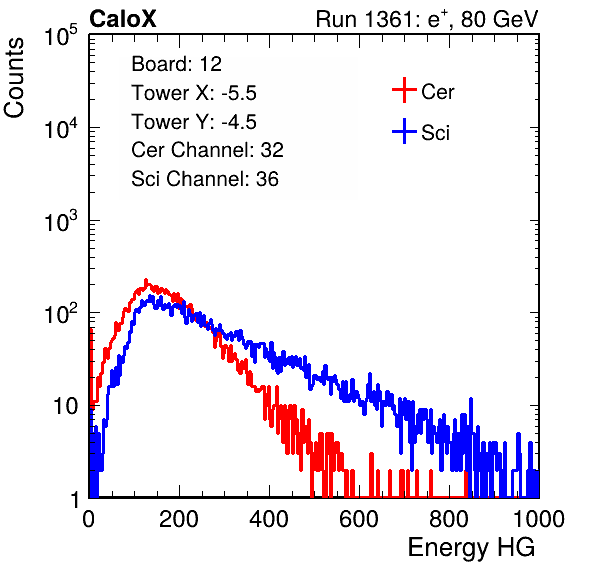 CaloX Run 1361: e⁺, 80 GeV
Counts
10⁵
10⁴
10³
10²
10
1
Board: 12
Tower X: -5.5
Tower Y: -4.5
Cer Channel: 32
Sci Channel: 36
Cer
Sci
0 200 400 600 800 1000
Energy HG